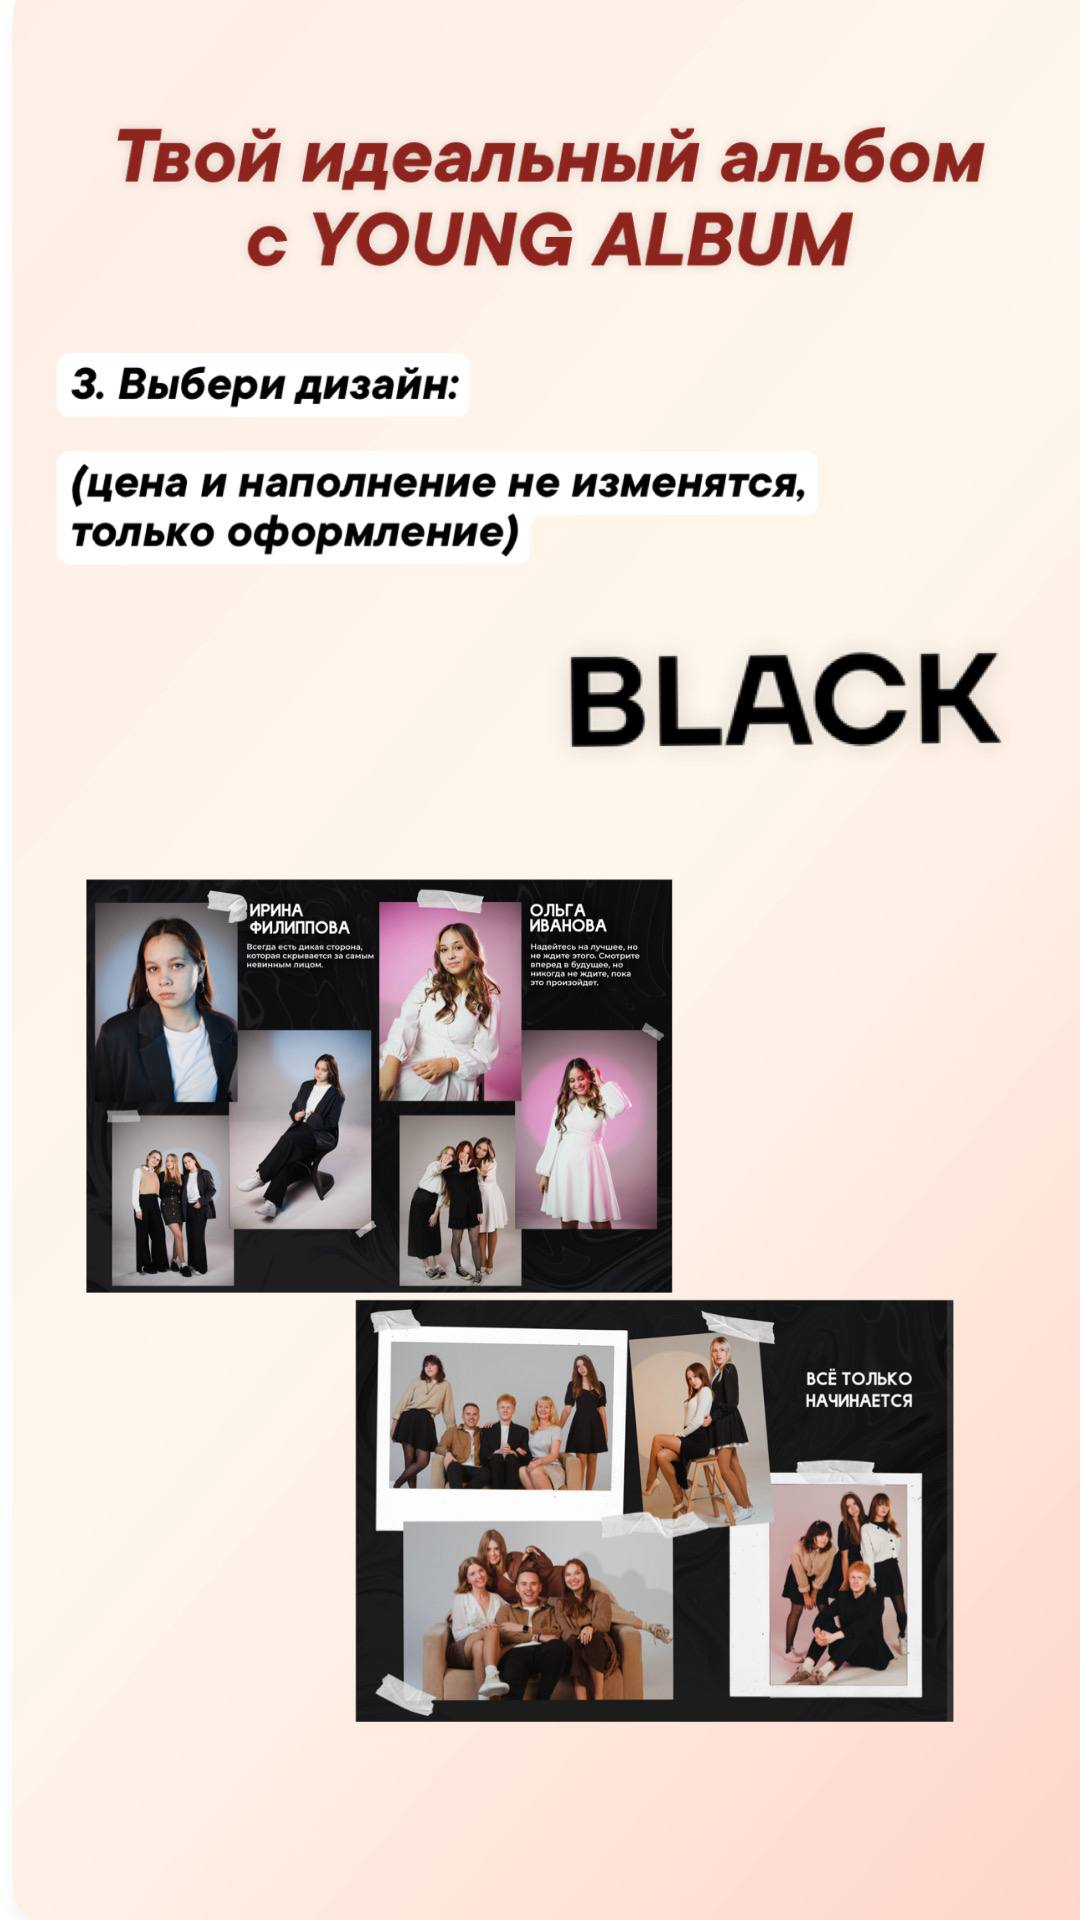 Твой идеальный альбом
с YOUNG ALBUM
3. Выбери дизайн:
(цена и наполнение не изменятся,
только оформление)
BLACK
ИРИНА
ФИЛИППОВА
Всегда есть дикая сторона,
которая скрывается за самым
невинным лицом.
ОЛЬГА
ИВАНОВА
Надейтесь на лучшее, но
не ждите этого. Смотрите
вперед в будущее, но
никогда не ждите, пока
это произойдет.
ВСЁ ТОЛЬКО
НАЧИНАЕТСЯ